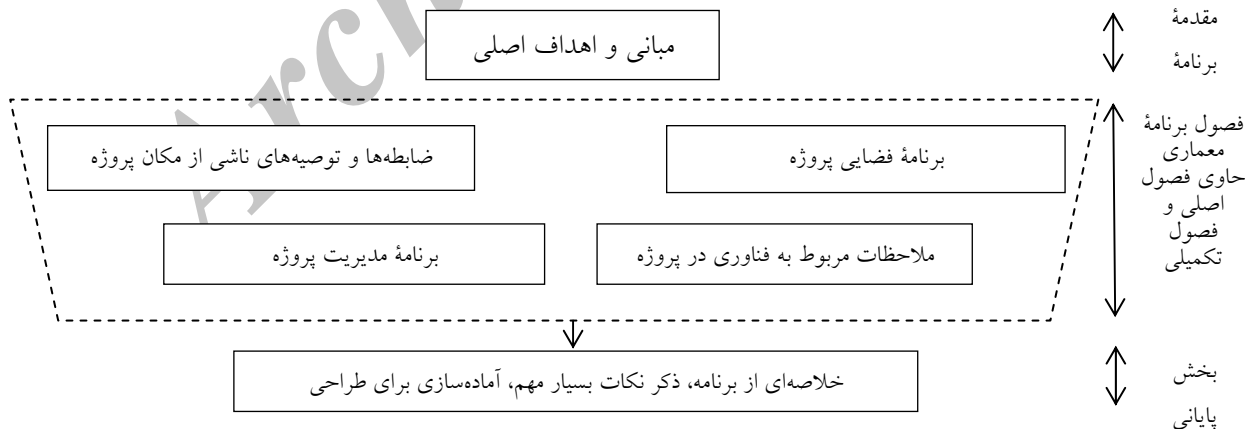 مقدمهٔ
برنامهٔ
مبانی و اهداف اصلی
فصول برنامهٔ
معماری
حاوی فصول
اصلی و
فصول
تکمیلی
برنامهٔ فضایی پروژه
ضابطه‌ها و توصیه‌های ناشی از مکان پروژه
ملاحظات مربوط به فناوری در پروژه
برنامهٔ مدیریت پروژه
بخش
پایانی
خلاصه‌ای از برنامه، ذکر نکات بسیار مهم، آماده‌سازی برای طراحی